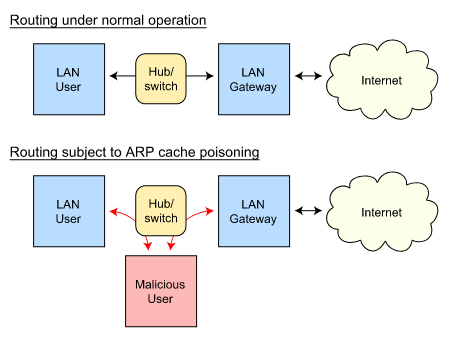 Routing under normal operation
LAN
User
Hub/
switch
LAN
Gateway
Internet
Routing subject to ARP cache poisoning
LAN
User
Hub/
switch
LAN
Gateway
Internet
Malicious
User